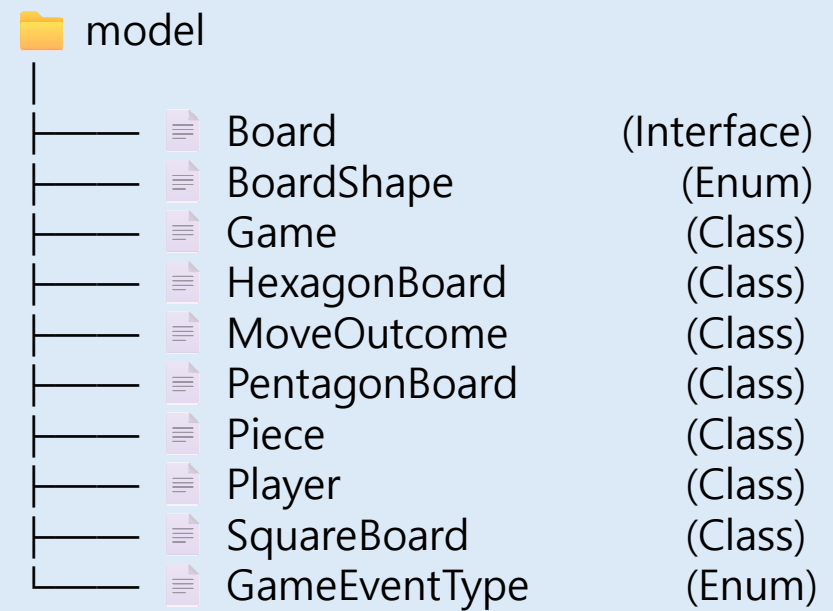 model
Board (Interface)
BoardShape (Enum)
Game (Class)
HexagonBoard (Class)
MoveOutcome (Class)
PentagonBoard (Class)
Piece (Class)
Player (Class)
SquareBoard (Class)
GameEventType (Enum)